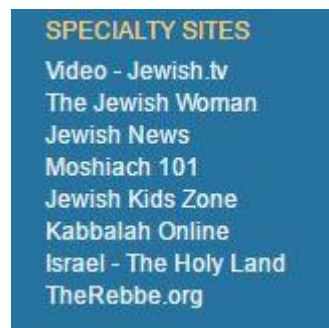 SPECIALTY SITES
Video - Jewish.tv
The Jewish Woman
Jewish News
Moshiach 101
Jewish Kids Zone
Kabbalah Online
Israel - The Holy Land
TheRebbe.org